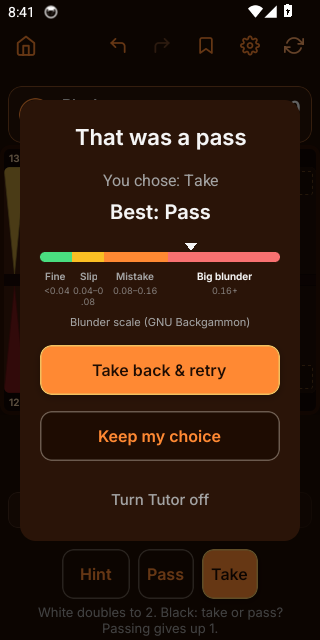 8:41
13
12
That was a pass
You chose: Take
Best: Pass
Fine Slip Mistake Big blunder
<0.04 0.04–0.08 0.08–0.16 0.16+
Blunder scale (GNU Backgammon)
Take back & retry
Keep my choice
Turn Tutor off
Hint Pass Take
White doubles to 2. Black: take or pass?
Passing gives up 1.